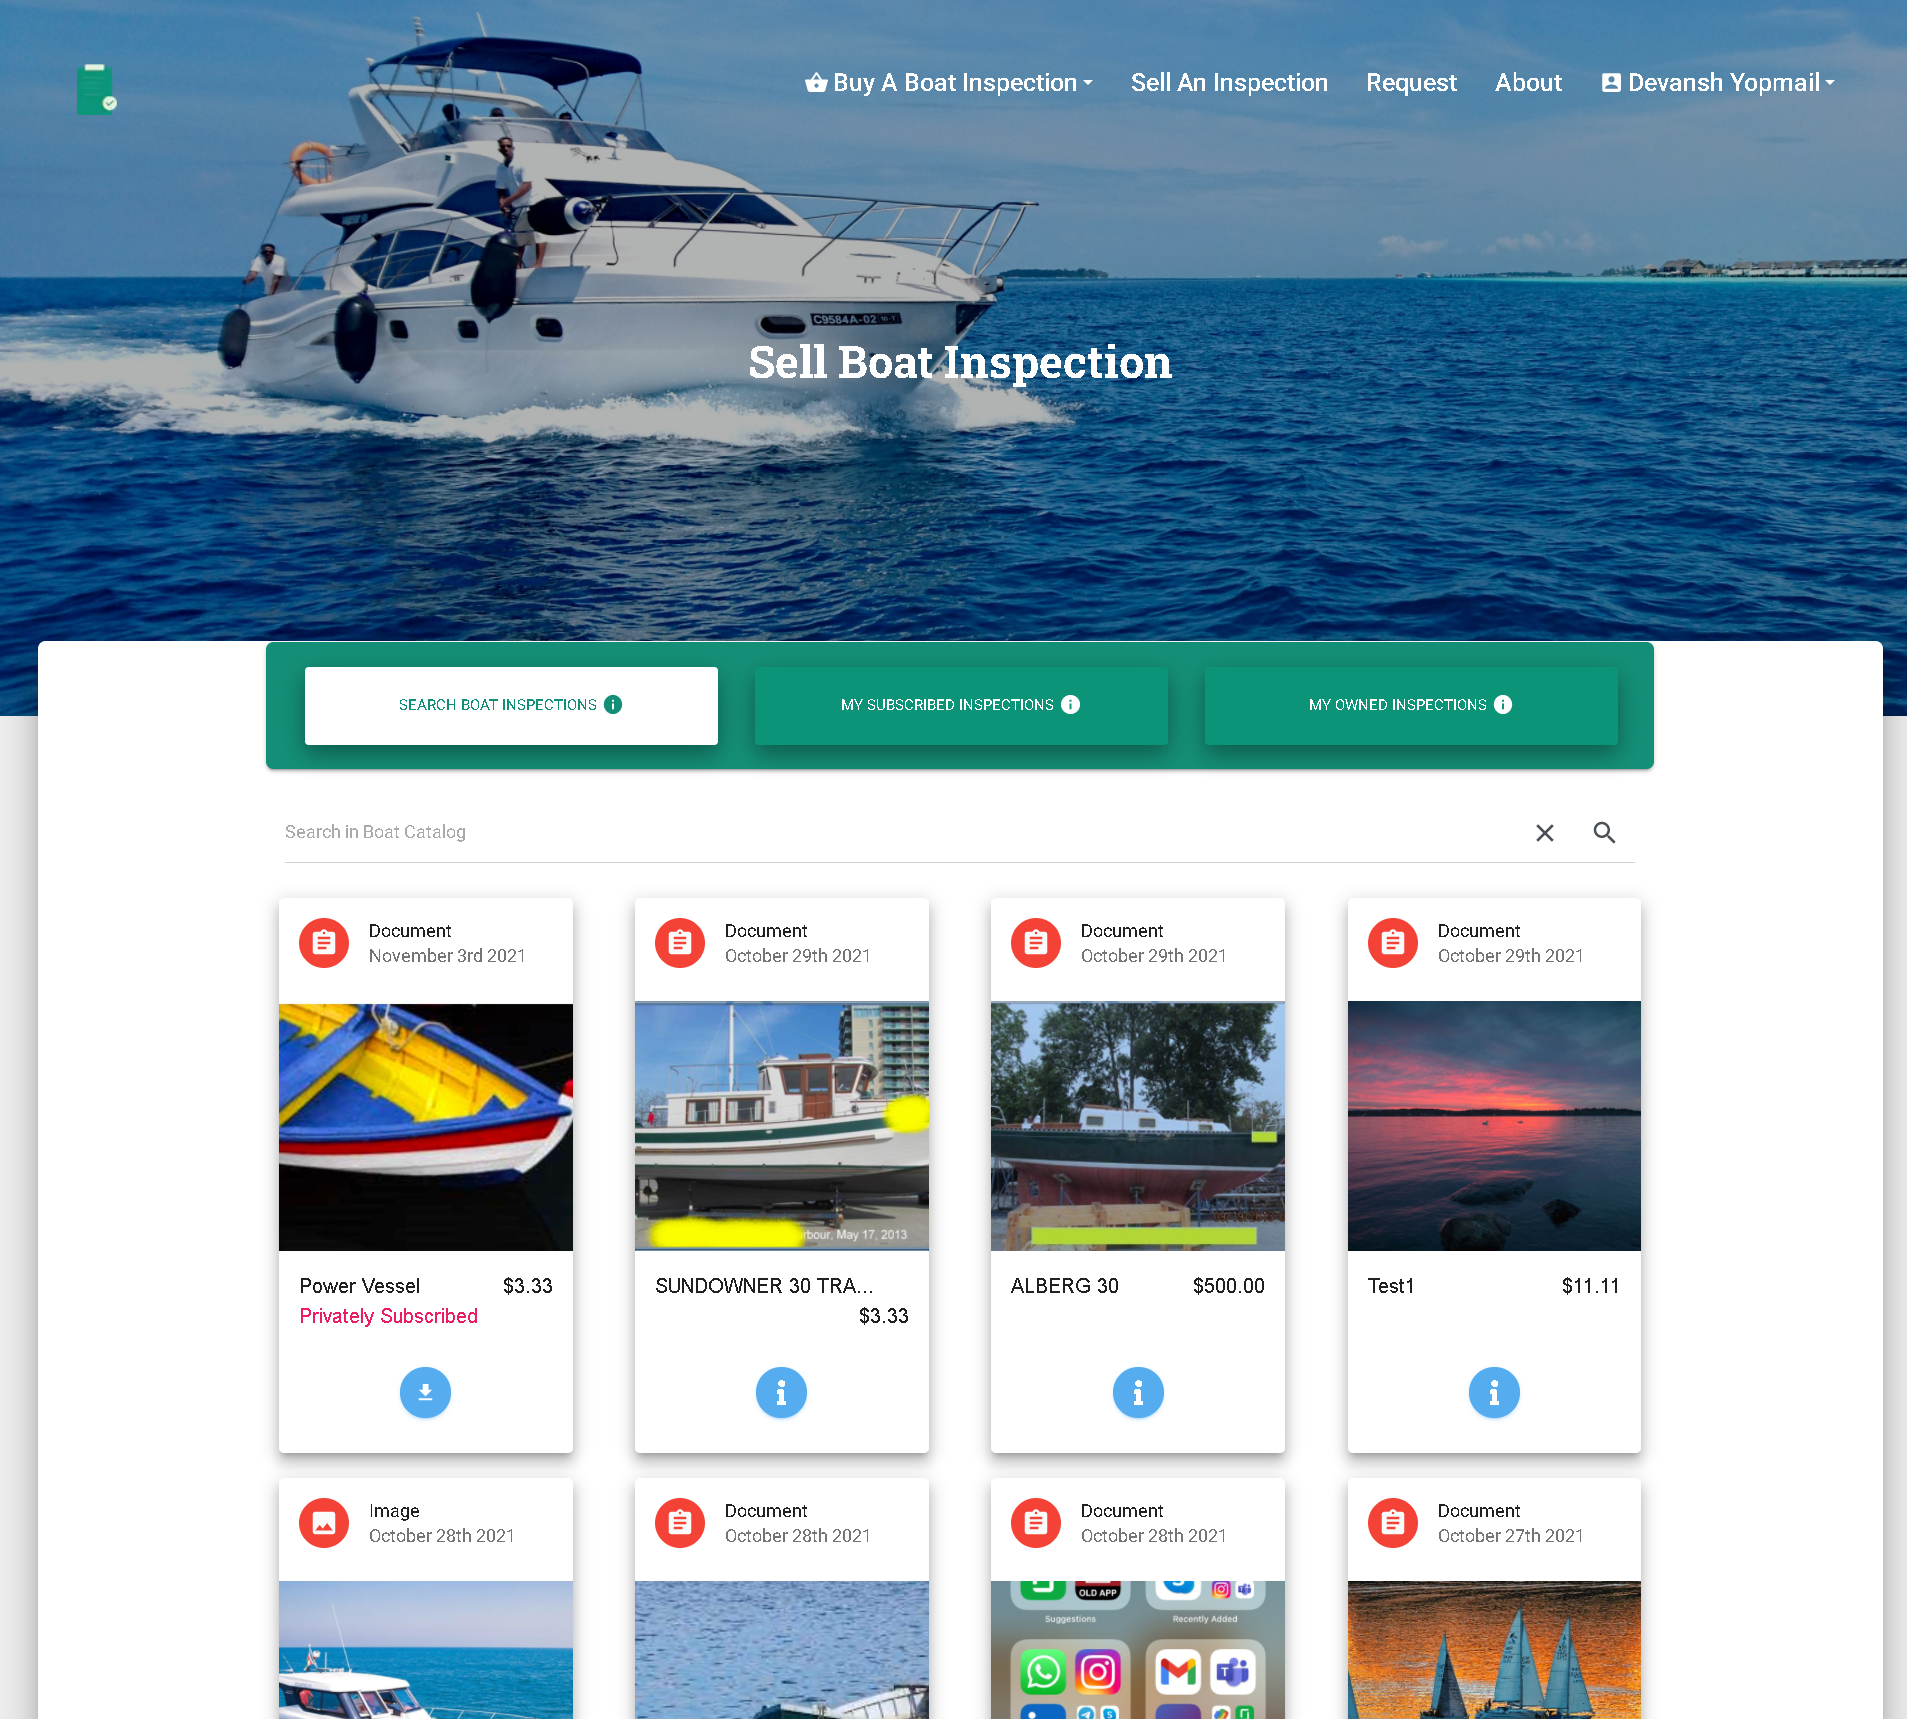 Buy A Boat Inspection
Sell An Inspection
Request
About
Devansh Yopmail
C9584A-02
Sell Boat Inspection
SEARCH BOAT INSPECTIONS
MY SUBSCRIBED INSPECTIONS
MY OWNED INSPECTIONS
Search in Boat Catalog
Document
November 3rd 2021
Document
October 29th 2021
Document
October 29th 2021
Document
October 29th 2021
rbour, May 17, 2013
Power Vessel $3.33
Privately Subscribed
SUNDOWNER 30 TRA...
$3.33
ALBERG 30 $500.00
Test1 $11.11
Image
October 28th 2021
Document
October 28th 2021
Document
October 28th 2021
Document
October 27th 2021
OLD APP
Suggestions
Recently Added